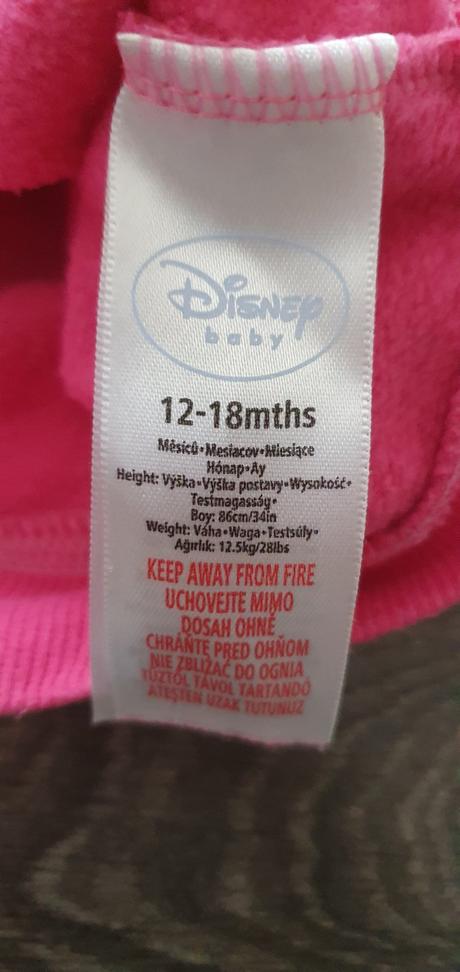 Disney
baby
12-18mths
Měsíců•Mesiacov•Miesiące
Hónap•Ay
Height: Výška•Výška postavy•Wysokość•
Testmagasság•
Boy: 86cm/34in
Weight: Váha•Waga•Testsúly•
Ağırlık: 12.5kg/28lbs
KEEP AWAY FROM FIRE
UCHOVEJTE MIMO
DOSAH OHNĚ
CHRÁŇTE PRED OHŇOM
NIE ZBLIŻAĆ DO OGNIA
TŰZTŐL TÁVOL TARTANDÓ
ATEŞTEN UZAK TUTUNUZ